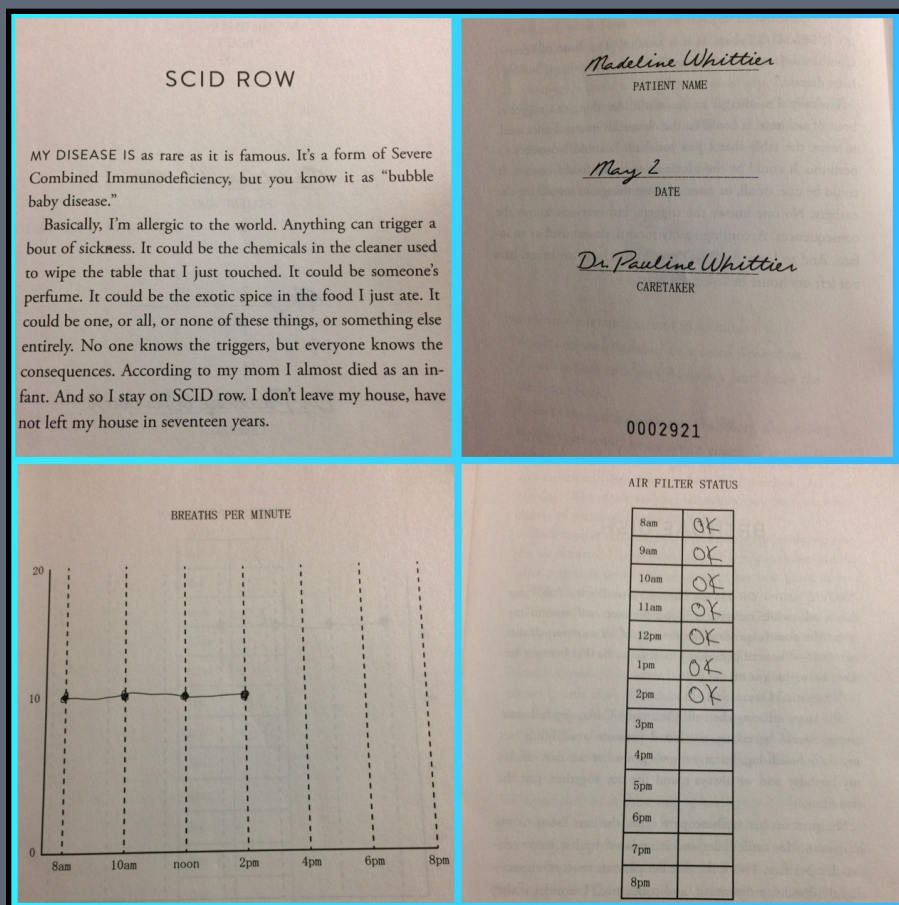 SCID ROW
MY DISEASE IS as rare as it is famous. It's a form of Severe
Combined Immunodeficiency, but you know it as “bubble
baby disease.”
Basically, I'm allergic to the world. Anything can trigger a
bout of sickness. It could be the chemicals in the cleaner used
to wipe the table that I just touched. It could be someone's
perfume. It could be the exotic spice in the food I just ate. It
could be one, or all, or none of these things, or something else
entirely. No one knows the triggers, but everyone knows the
consequences. According to my mom I almost died as an in-
fant. And so I stay on SCID row. I don't leave my house, have
not left my house in seventeen years.
Madeline Whittier
PATIENT NAME
May 2
DATE
Dr. Pauline Whittier
CARETAKER
0002921
BREATHS PER MINUTE
20
10
0
8am 10am noon 2pm 4pm 6pm 8pm
AIR FILTER STATUS
8am OK
9am OK
10am OK
11am OK
12pm OK
1pm OK
2pm OK
3pm
4pm
5pm
6pm
7pm
8pm